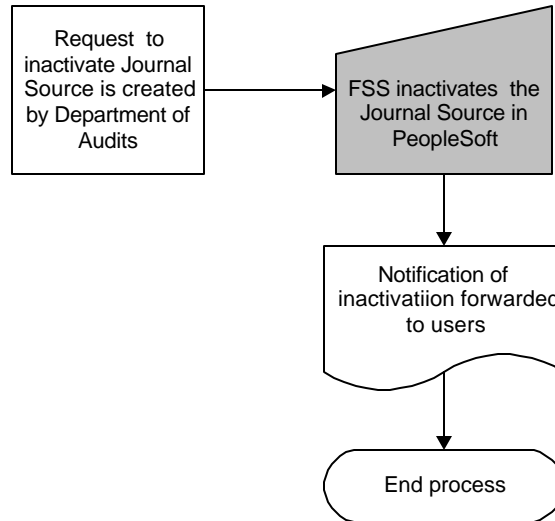 Request to
inactivate Journal
Source is created
by Department of
Audits
FSS inactivates the
Journal Source in
PeopleSoft
Notification of
inactivatiion forwarded
to users
End process